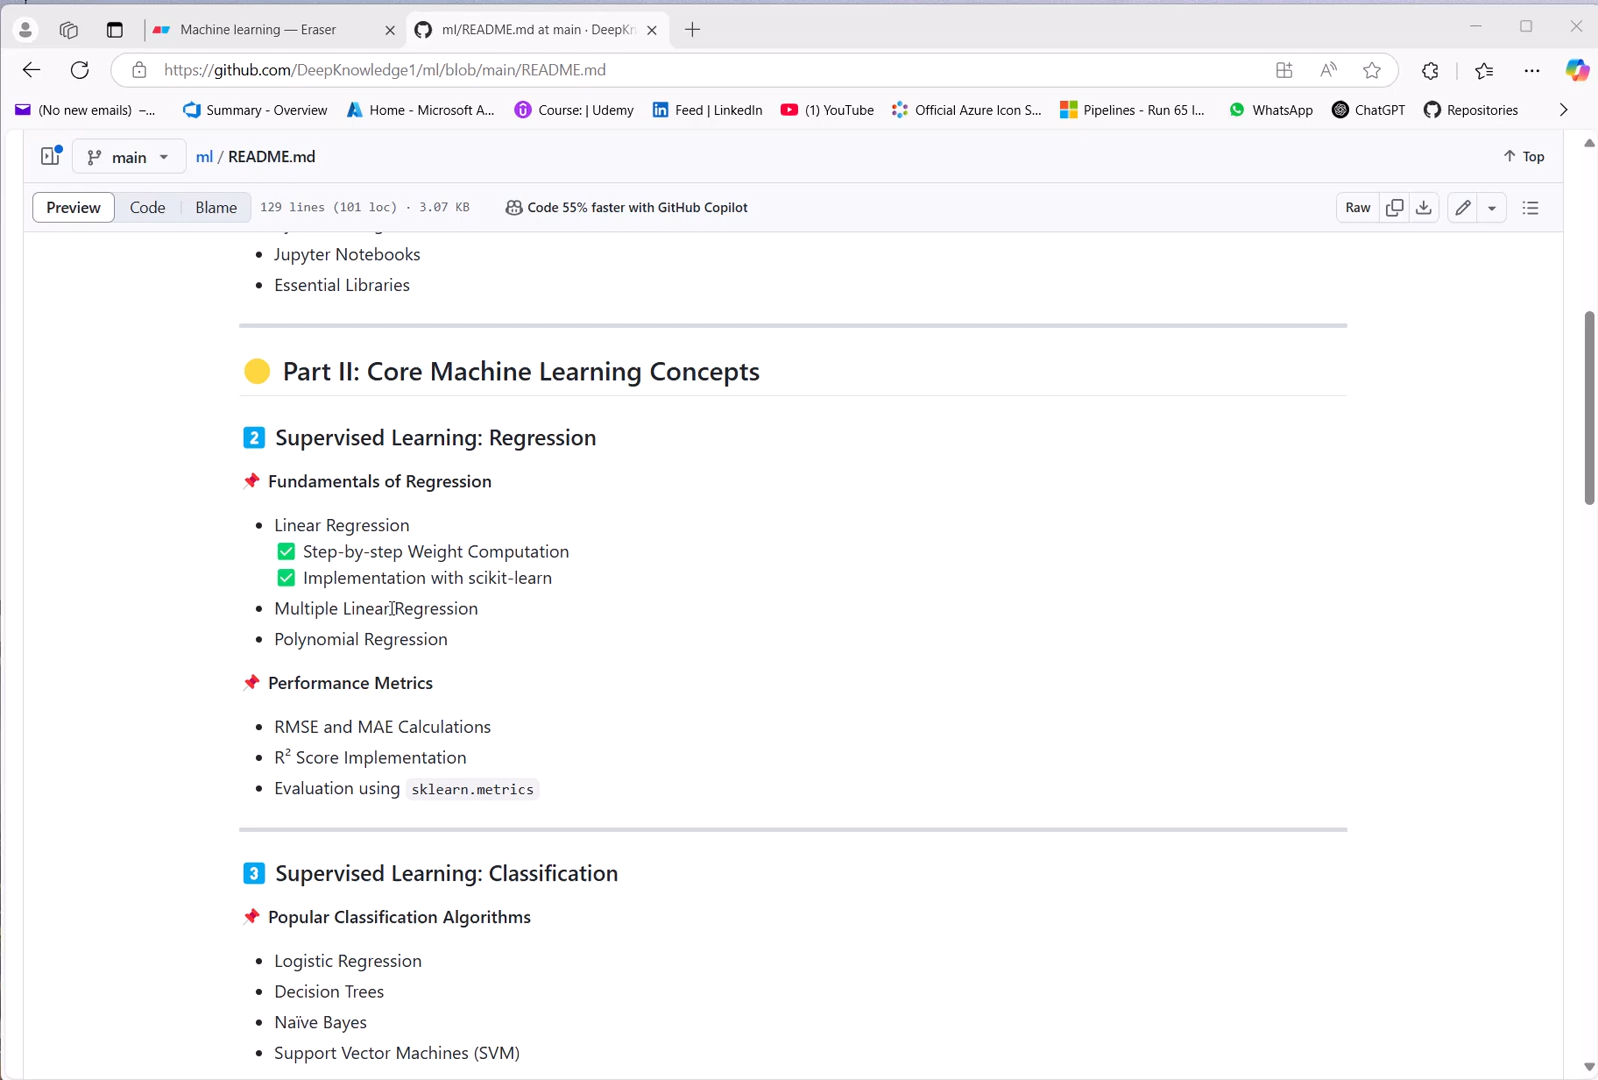 Machine learning — Eraser
ml/README.md at main · DeepKn
https://github.com/DeepKnowledge1/ml/blob/main/README.md
(No new emails) –...
Summary - Overview
Home - Microsoft A...
Course: | Udemy
Feed | LinkedIn
(1) YouTube
Official Azure Icon S...
Pipelines - Run 65 I...
WhatsApp
ChatGPT
Repositories
main
ml / README.md
Top
Preview
Code
Blame
129 lines (101 loc) · 3.07 KB
Code 55% faster with GitHub Copilot
Raw
• Jupyter Notebooks
• Essential Libraries
Part II: Core Machine Learning Concepts
2 Supervised Learning: Regression
Fundamentals of Regression
• Linear Regression
✅ Step-by-step Weight Computation
✅ Implementation with scikit-learn
• Multiple Linear Regression
• Polynomial Regression
Performance Metrics
• RMSE and MAE Calculations
• R² Score Implementation
• Evaluation using sklearn.metrics
3 Supervised Learning: Classification
Popular Classification Algorithms
• Logistic Regression
• Decision Trees
• Naïve Bayes
• Support Vector Machines (SVM)